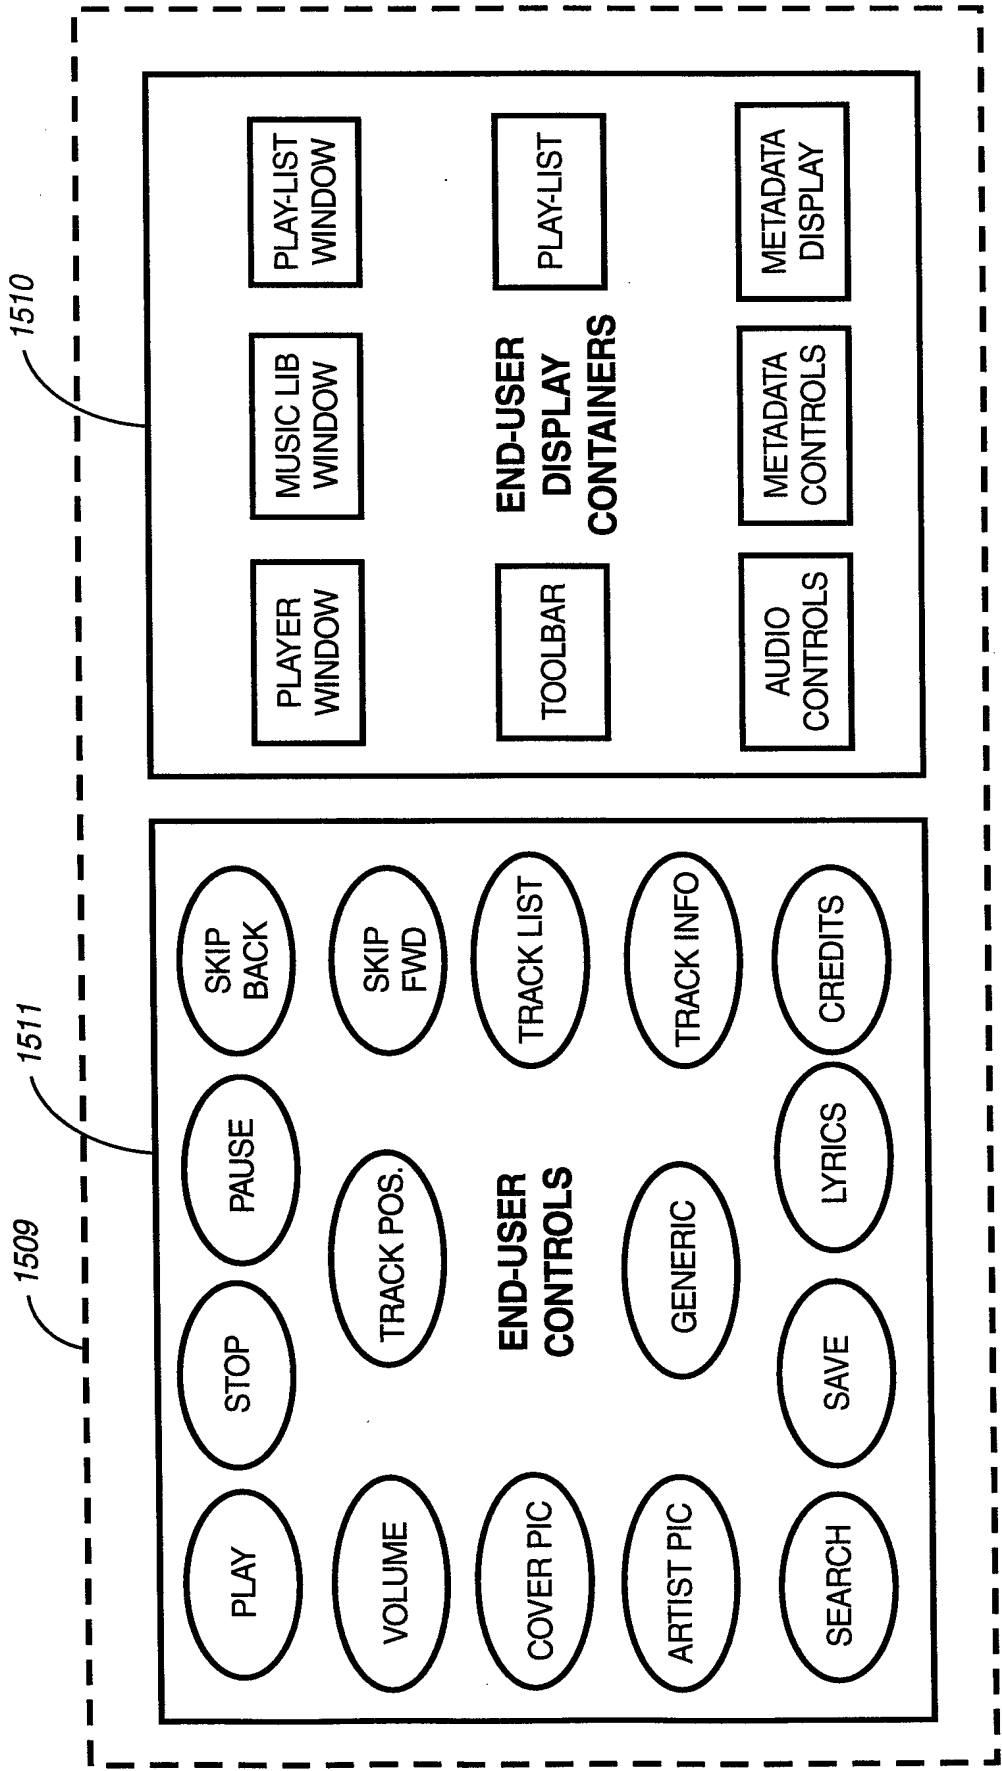 1509
1511
1510
PLAY
STOP
PAUSE
SKIP
BACK
VOLUME
TRACK POS.
SKIP
FWD
COVER PIC
END-USER
CONTROLS
TRACK LIST
ARTIST PIC
GENERIC
TRACK INFO
SEARCH
SAVE
LYRICS
CREDITS
PLAYER
WINDOW
MUSIC LIB
WINDOW
PLAY-LIST
WINDOW
TOOLBAR
END-USER
DISPLAY
CONTAINERS
PLAY-LIST
AUDIO
CONTROLS
METADATA
CONTROLS
METADATA
DISPLAY